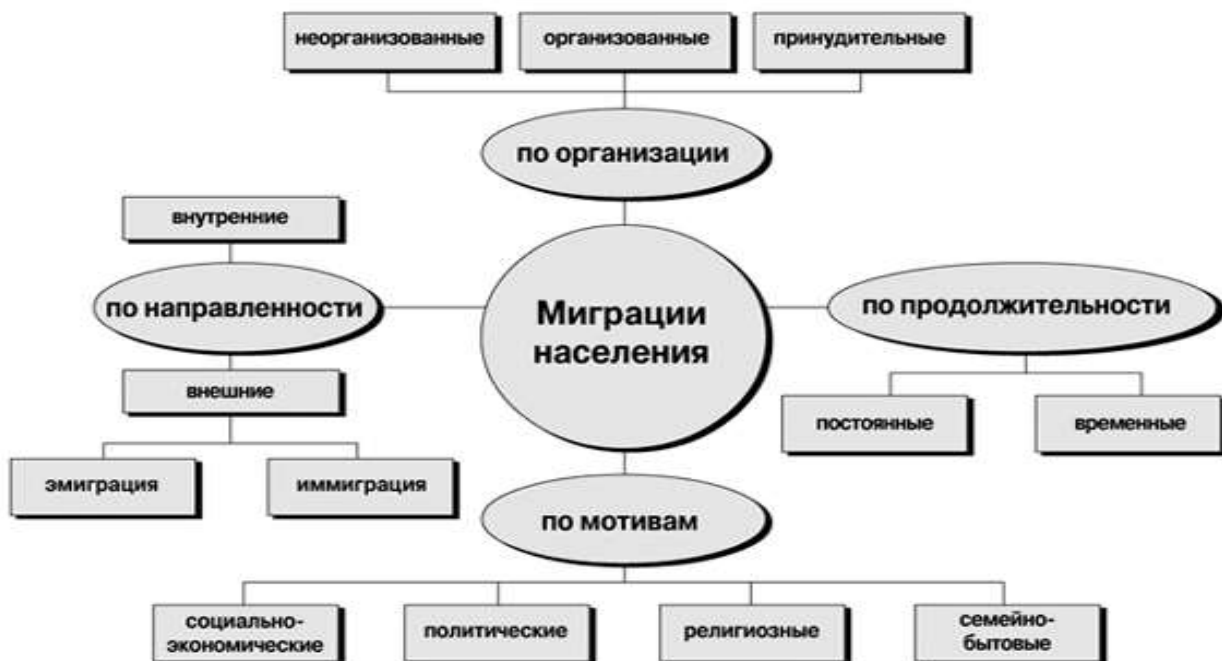 неорганизованные
организованные
принудительные
по организации
внутренние
по направленности
внешние
эмиграция
иммиграция
Миграции
населения
по продолжительности
постоянные
временные
по мотивам
социально-
экономические
политические
религиозные
семейно-
бытовые